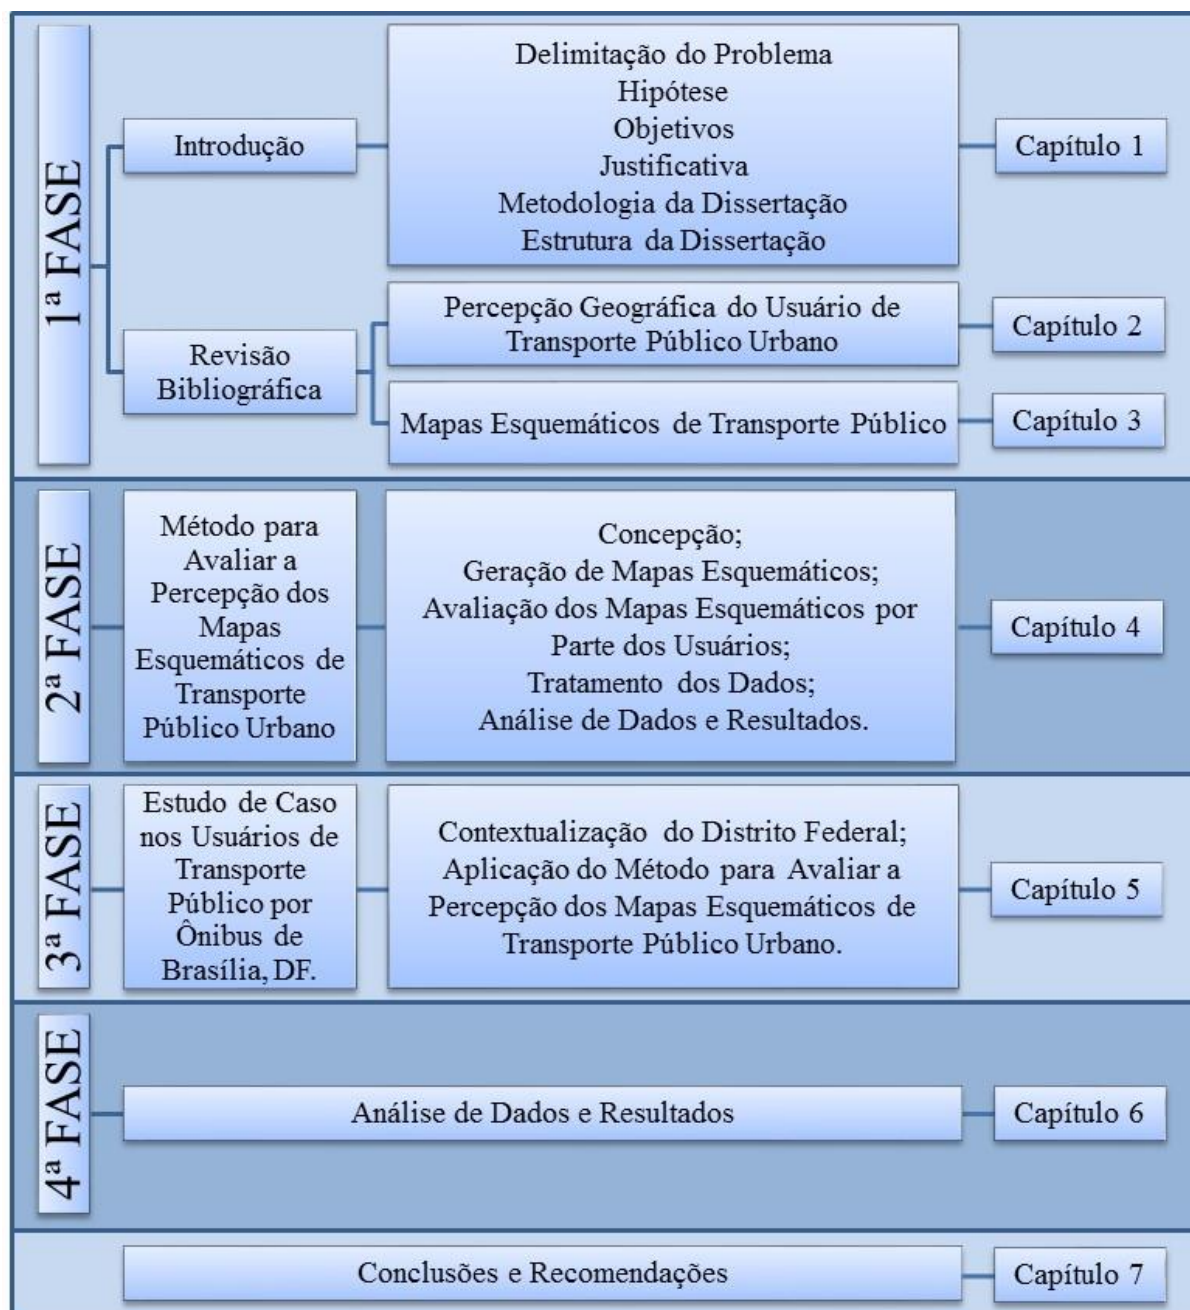 1ª FASE
Introdução
Delimitação do Problema
Hipótese
Objetivos
Justificativa
Metodologia da Dissertação
Estrutura da Dissertação
Capítulo 1
Revisão
Bibliográfica
Percepção Geográfica do Usuário de
Transporte Público Urbano
Capítulo 2
Mapas Esquemáticos de Transporte Público
Capítulo 3
2ª FASE
Método para
Avaliar a
Percepção dos
Mapas
Esquemáticos de
Transporte
Público Urbano
Concepção;
Geração de Mapas Esquemáticos;
Avaliação dos Mapas Esquemáticos por
Parte dos Usuários;
Tratamento dos Dados;
Análise de Dados e Resultados.
Capítulo 4
3ª FASE
Estudo de Caso
nos Usuários de
Transporte
Público por
Ônibus de
Brasília, DF.
Contextualização do Distrito Federal;
Aplicação do Método para Avaliar a
Percepção dos Mapas Esquemáticos de
Transporte Público Urbano.
Capítulo 5
4ª FASE
Análise de Dados e Resultados
Capítulo 6
Conclusões e Recomendações
Capítulo 7